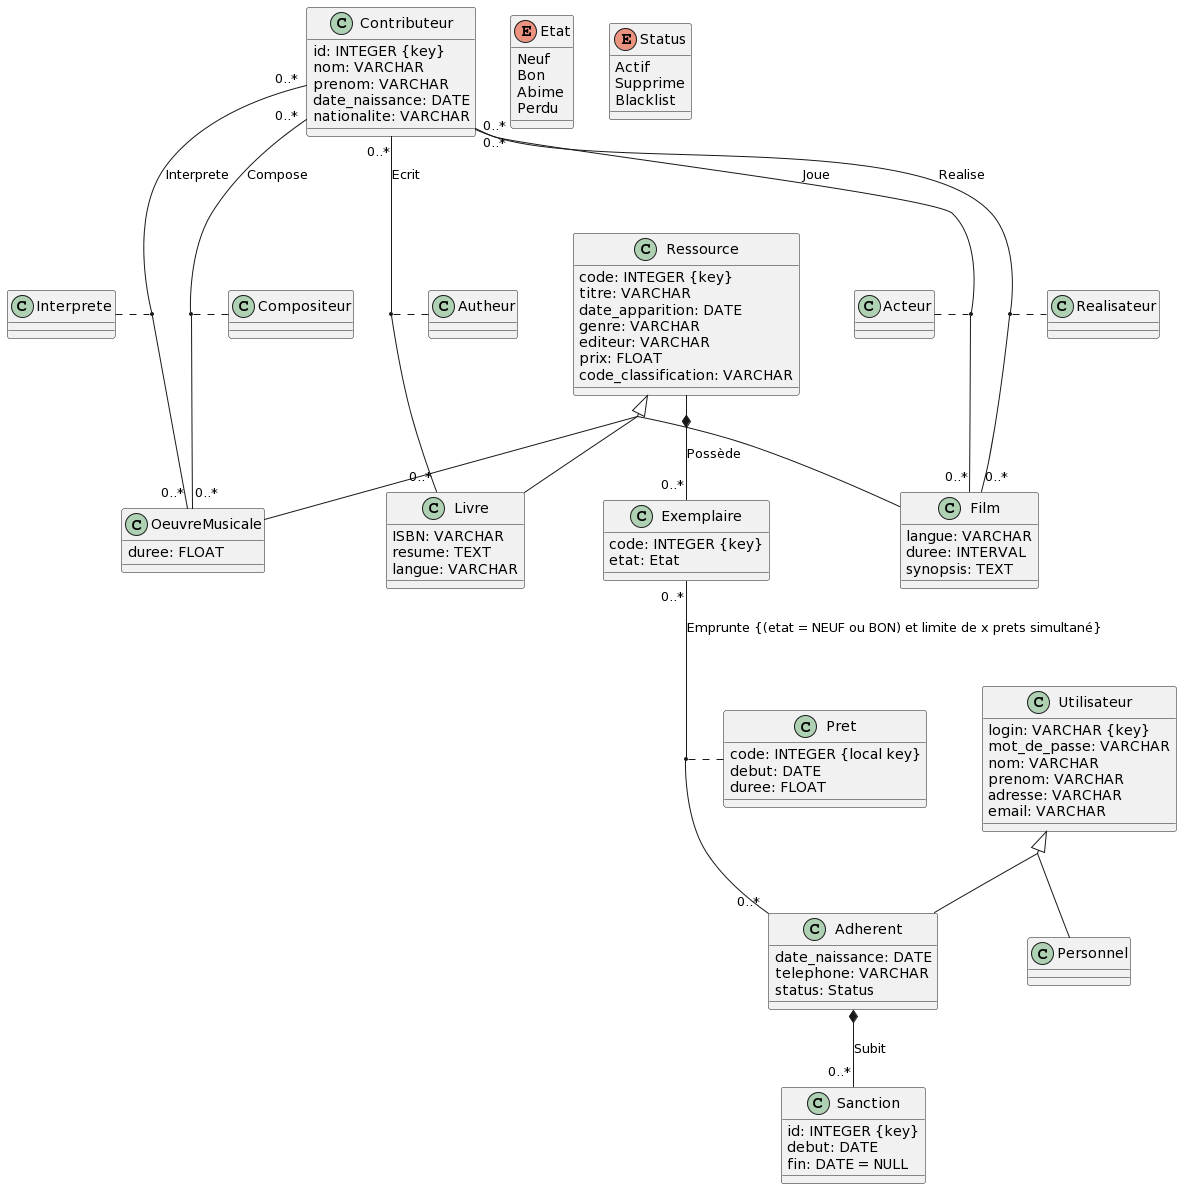 C Contributeur
id: INTEGER {key}
nom: VARCHAR
prenom: VARCHAR
date_naissance: DATE
nationalite: VARCHAR
E Etat
Neuf
Bon
Abime
Perdu
E Status
Actif
Supprime
Blacklist
0..*
0..*
0..*
0..*
0..*
Interprete
Compose
Ecrit
Joue
Realise
C Ressource
code: INTEGER {key}
titre: VARCHAR
date_apparition: DATE
genre: VARCHAR
editeur: VARCHAR
prix: FLOAT
code_classification: VARCHAR
C Interprete
C Compositeur
C Autheur
C Acteur
C Realisateur
Possède
0..*
0..*
0..*
0..*
0..*
0..*
C OeuvreMusicale
duree: FLOAT
C Livre
ISBN: VARCHAR
resume: TEXT
langue: VARCHAR
C Exemplaire
code: INTEGER {key}
etat: Etat
C Film
langue: VARCHAR
duree: INTERVAL
synopsis: TEXT
0..*
Emprunte {(etat = NEUF ou BON) et limite de x prets simultané}
C Pret
code: INTEGER {local key}
debut: DATE
duree: FLOAT
C Utilisateur
login: VARCHAR {key}
mot_de_passe: VARCHAR
nom: VARCHAR
prenom: VARCHAR
adresse: VARCHAR
email: VARCHAR
0..*
C Adherent
date_naissance: DATE
telephone: VARCHAR
status: Status
C Personnel
Subit
0..*
C Sanction
id: INTEGER {key}
debut: DATE
fin: DATE = NULL